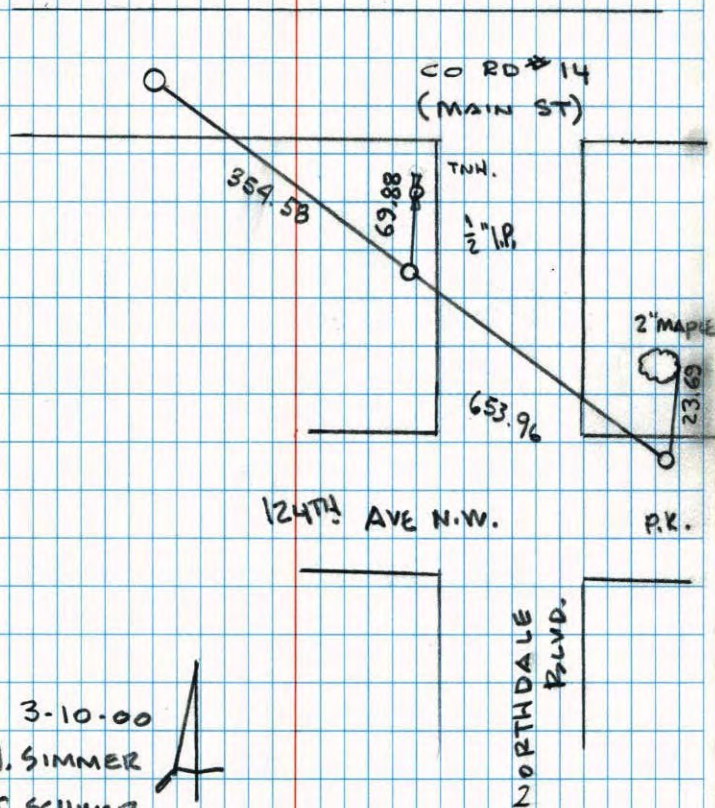 CO RD # 14
(MAIN ST)
354.58
69.88
TNH.
1/2" I.P.
2" MAPLE
23.69
653.96
124TH AVE N.W.
P.K.
NORTHDALE
BLVD.
3-10-00
SIMMER